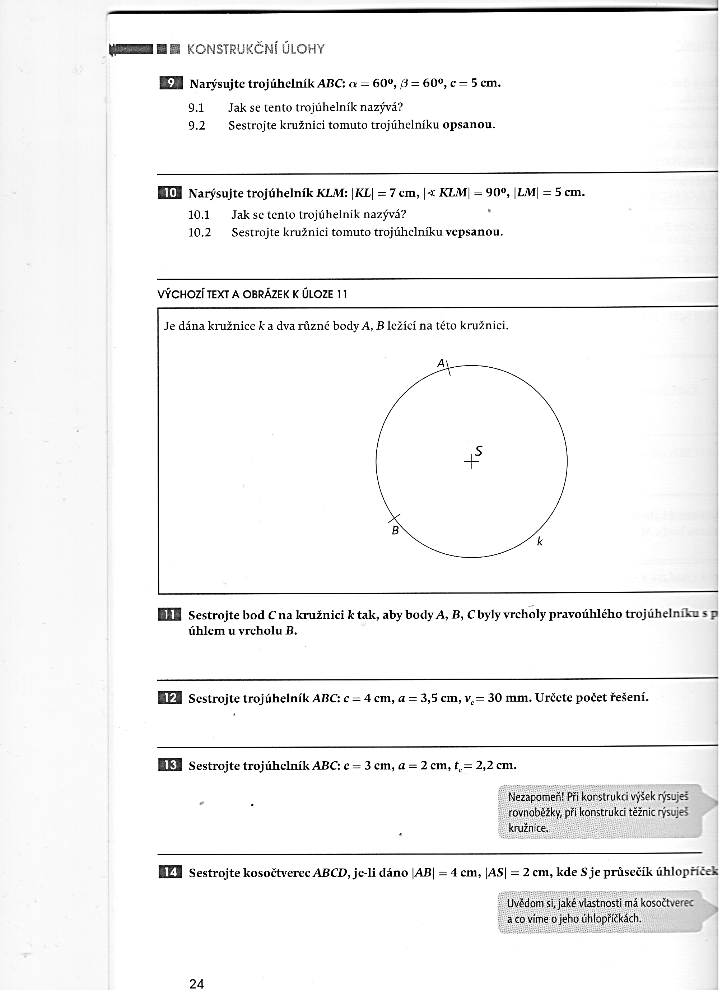 KONSTRUKČNÍ ÚLOHY
9 Narýsujte trojúhelník ABC: α = 60⁰, β = 60⁰, c = 5 cm.
9.1 Jak se tento trojúhelník nazývá?
9.2 Sestrojte kružnici tomuto trojúhelníku opsanou.
10 Narýsujte trojúhelník KLM: |KL| = 7 cm, |∢ KLM| = 90⁰, |LM| = 5 cm.
10.1 Jak se tento trojúhelník nazývá?
10.2 Sestrojte kružnici tomuto trojúhelníku vepsanou.
VÝCHOZÍ TEXT A OBRÁZEK K ÚLOZE 11
Je dána kružnice k a dva různé body A, B ležící na této kružnici.
A
S
B
k
11 Sestrojte bod C na kružnici k tak, aby body A, B, C byly vrcholy pravoúhlého trojúhelníku s p
úhlem u vrcholu B.
12 Sestrojte trojúhelník ABC: c = 4 cm, a = 3,5 cm, v_c = 30 mm. Určete počet řešení.
13 Sestrojte trojúhelník ABC: c = 3 cm, a = 2 cm, t_c = 2,2 cm.
Nezapomeň! Při konstrukci výšek rýsuješ
rovnoběžky, při konstrukci těžnic rýsuješ
kružnice.
14 Sestrojte kosočtverec ABCD, je-li dáno |AB| = 4 cm, |AS| = 2 cm, kde S je průsečík úhlopříček
Uvědom si, jaké vlastnosti má kosočtverec
a co víme o jeho úhlopříčkách.
24